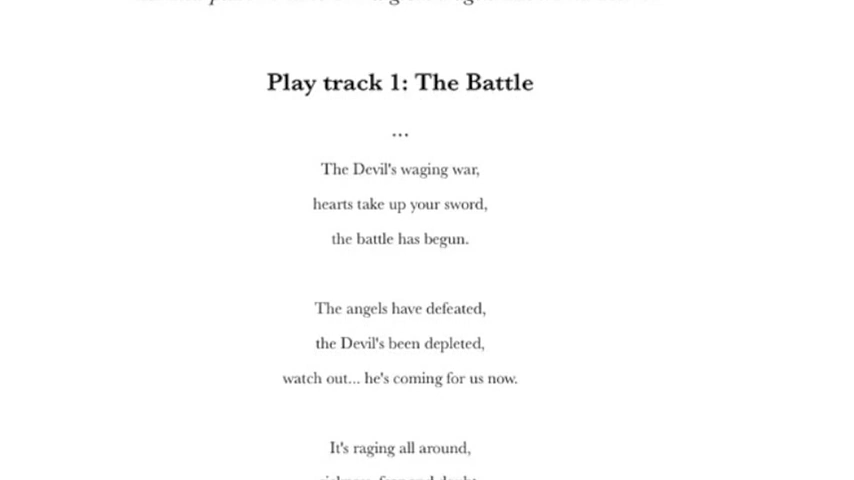 Play track 1: The Battle
...
The Devil's waging war,
hearts take up your sword,
the battle has begun.
The angels have defeated,
the Devil's been depleted,
watch out... he's coming for us now.
It's raging all around,